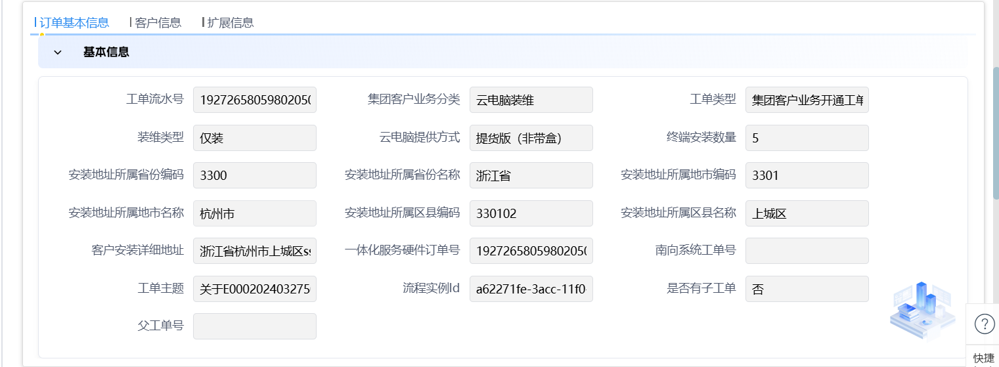 订单基本信息 客户信息 扩展信息
基本信息
工单流水号 19272658059802050 集团客户业务分类 云电脑装维 工单类型 集团客户业务开通工单
装维类型 仅装 云电脑提供方式 提货版（非带盒） 终端安装数量 5
安装地址所属省份编码 3300 安装地址所属省份名称 浙江省 安装地址所属地市编码 3301
安装地址所属地市名称 杭州市 安装地址所属区县编码 330102 安装地址所属区县名称 上城区
客户安装详细地址 浙江省杭州市上城区ss 一体化服务硬件订单号 19272658059802050 南向系统工单号
工单主题 关于E000202403275 流程实例Id a62271fe-3acc-11f0- 是否有子工单 否
父工单号
快捷